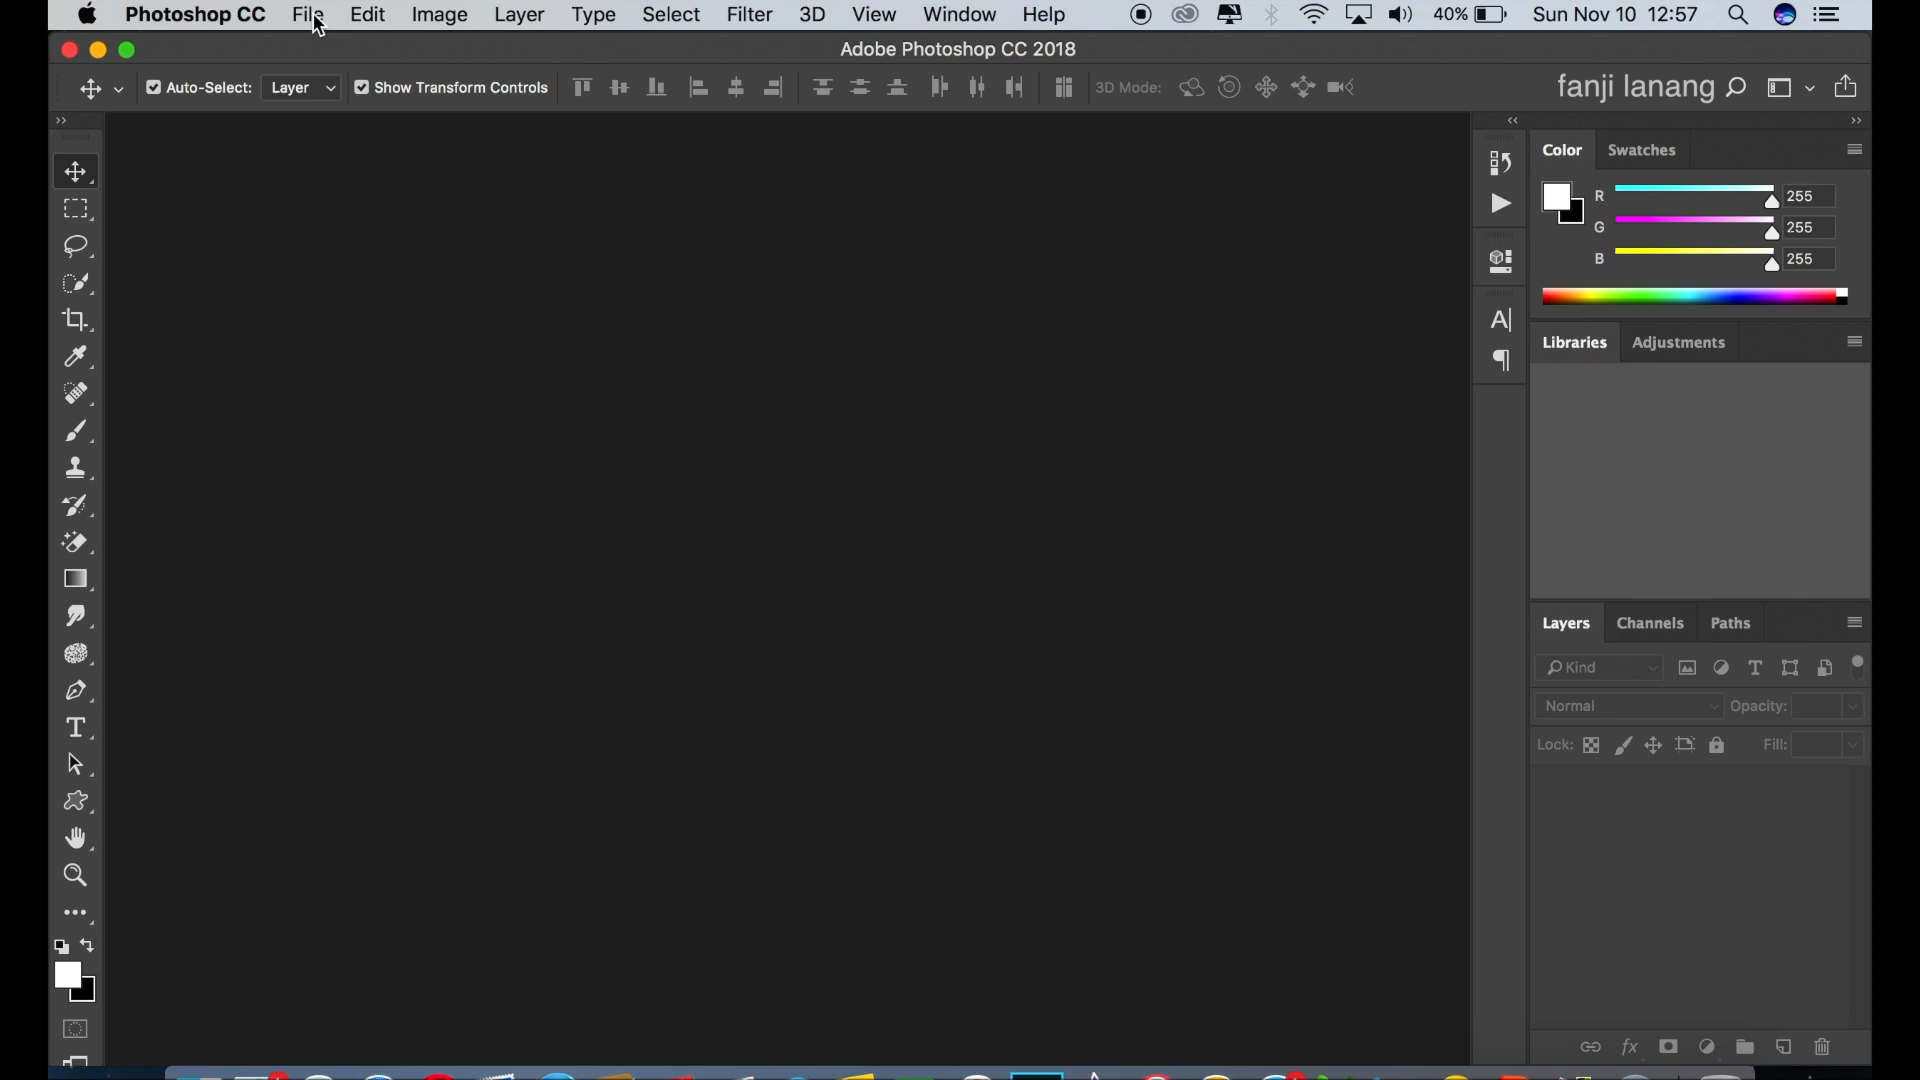 Photoshop CC File Edit Image Layer Type Select Filter 3D View Window Help 40% Sun Nov 10 12:57
Adobe Photoshop CC 2018
Auto-Select: Layer Show Transform Controls 3D Mode: fanji lanang
Color Swatches
R 255
G 255
B 255
Libraries Adjustments
Layers Channels Paths
Kind
Normal Opacity:
Lock: Fill: